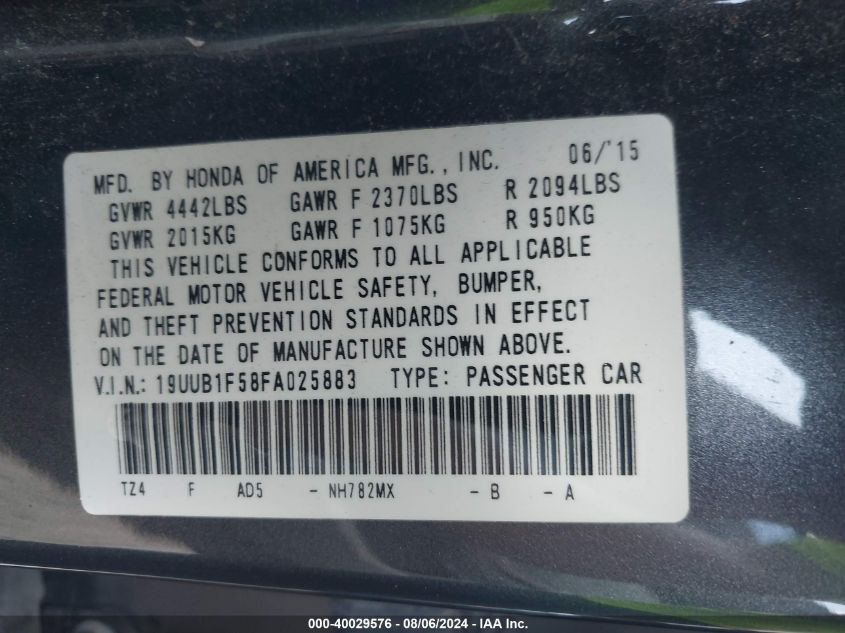 MFD. BY HONDA OF AMERICA MFG., INC. 06/'15
GVWR 4442LBS GAWR F 2370LBS R 2094LBS
GVWR 2015KG GAWR F 1075KG R 950KG
THIS VEHICLE CONFORMS TO ALL APPLICABLE
FEDERAL MOTOR VEHICLE SAFETY, BUMPER,
AND THEFT PREVENTION STANDARDS IN EFFECT
ON THE DATE OF MANUFACTURE SHOWN ABOVE.
V.I.N.: 19UUB1F58FA025883 TYPE: PASSENGER CAR
TZ4 F AD5 - NH782MX - B - A
000-40029576 - 08/06/2024 - IAA Inc.